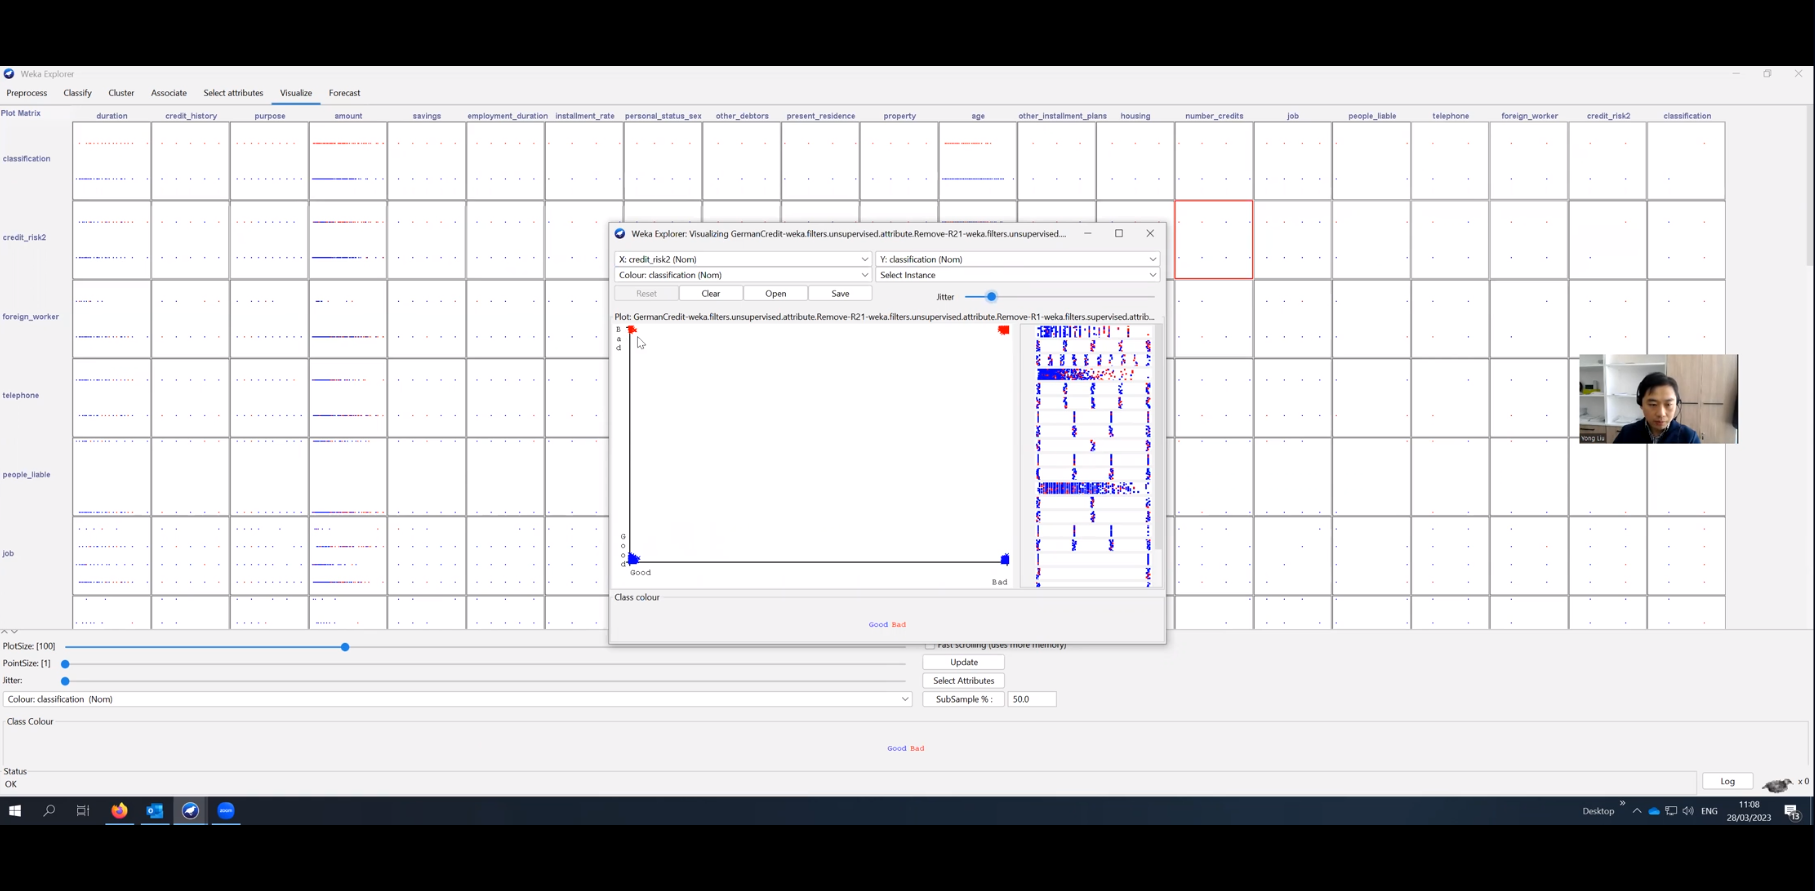 Weka Explorer
Preprocess Classify Cluster Associate Select attributes Visualize Forecast
Plot Matrix duration credit_history purpose amount savings employment_duration installment_rate personal_status_sex other_debtors present_residence property age other_installment_plans housing number_credits job people_liable telephone foreign_worker credit_risk2 classification
classification
credit_risk2
foreign_worker
telephone
people_liable
job
Weka Explorer: Visualizing GermanCredit-weka.filters.unsupervised.attribute.Remove-R21-weka.filters.unsupervised....
X: credit_risk2 (Nom) Y: classification (Nom)
Colour: classification (Nom) Select Instance
Reset Clear Open Save Jitter
Plot: GermanCredit-weka.filters.unsupervised.attribute.Remove-R21-weka.filters.unsupervised.attribute.Remove-R1-weka.filters.supervised.attrib...
B
a
d
G
o
o
d
Good
Bad
Class colour
Good Bad
Yong Liu
PlotSize: [100] Fast scrolling (uses more memory)
PointSize: [1] Update
Jitter: Select Attributes
Colour: classification (Nom) SubSample % : 50.0
Class Colour
Good Bad
Status
OK Log x 0
zoom Desktop » ENG 11:08
28/03/2023 13